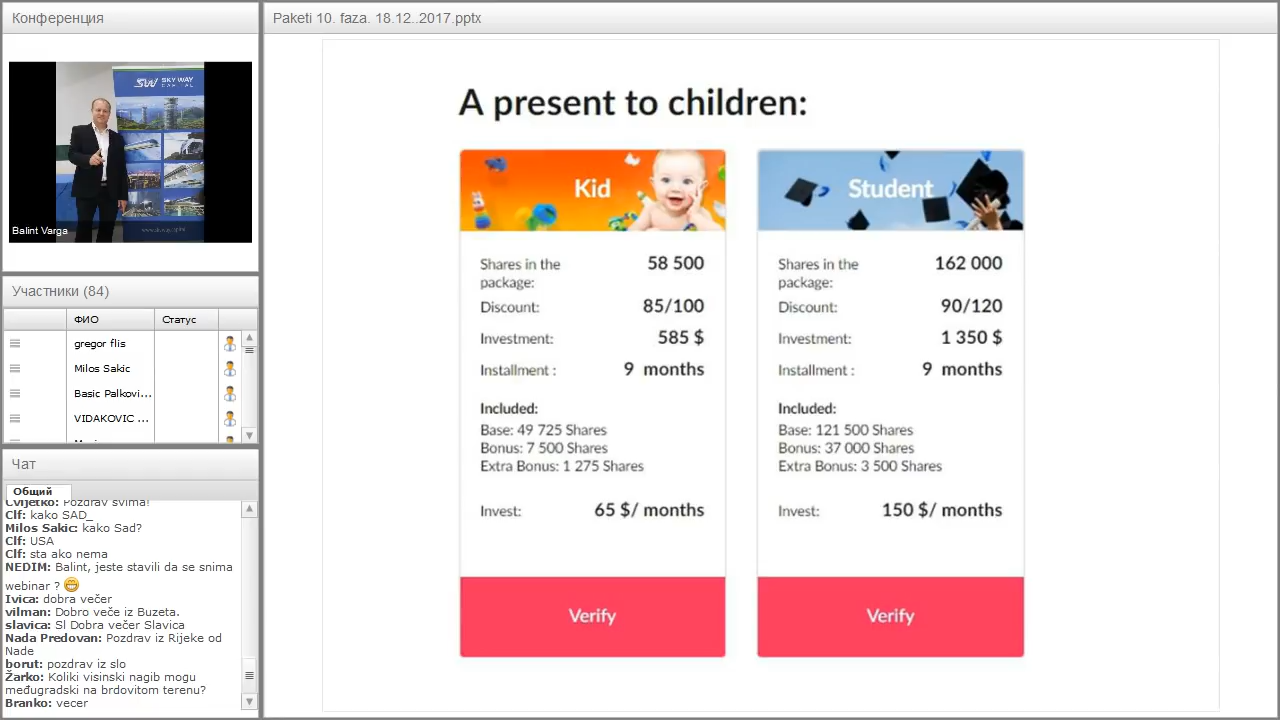 Конференция
SKY WAY
CAPITAL
Balint Varga
Участники (84)
ФИО Статус
gregor flis
Milos Sakic
Basic Palkovi...
VIDAKOVIC ...
Чат
Общий
Cvijetko: Pozdrav svima!
Clf: kako SAD_
Milos Sakic: kako Sad?
Clf: USA
Clf: sta ako nema
NEDIM: Balint, jeste stavili da se snima
webinar ?
Ivica: dobra večer
vilman: Dobro veče iz Buzeta.
slavica: Sl Dobra večer Slavica
Nada Predovan: Pozdrav iz Rijeke od
Nade
borut: pozdrav iz slo
Žarko: Koliki visinski nagib mogu
međugradski na brdovitom terenu?
Branko: vecer
Paketi 10. faza. 18.12..2017.pptx
A present to children:
Kid
Shares in the package: 58 500
Discount: 85/100
Investment: 585 $
Installment : 9 months
Included:
Base: 49 725 Shares
Bonus: 7 500 Shares
Extra Bonus: 1 275 Shares
Invest: 65 $/ months
Verify
Student
Shares in the package: 162 000
Discount: 90/120
Investment: 1 350 $
Installment : 9 months
Included:
Base: 121 500 Shares
Bonus: 37 000 Shares
Extra Bonus: 3 500 Shares
Invest: 150 $/ months
Verify